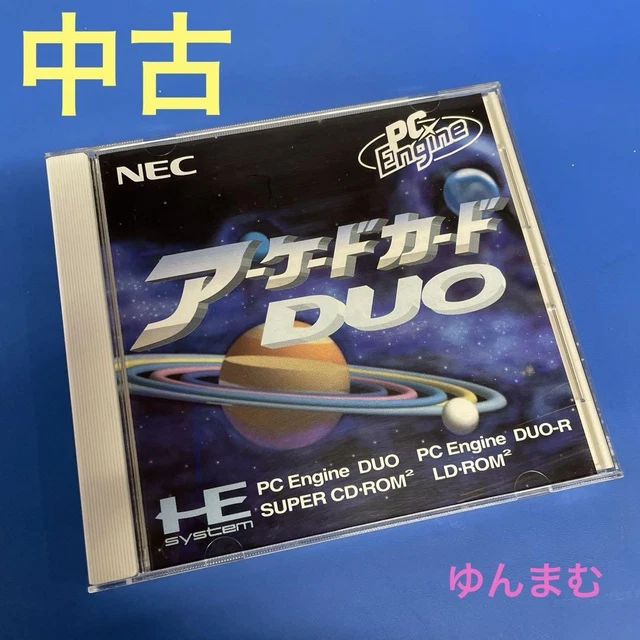 中古
NEC
PC Engine
アーケードカード
DUO
PC Engine DUO PC Engine DUO-R
SUPER CD・ROM² LD・ROM²
HE
system
ゆんまむ